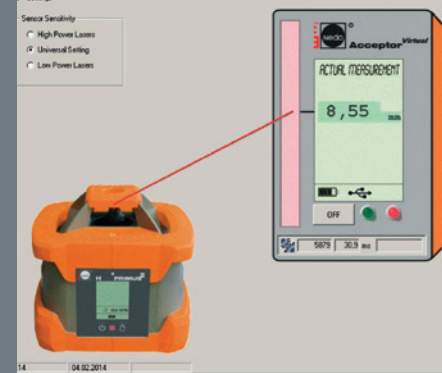 Sensor Sensitivity
High Power Lasers
Universal Setting
Low Power Lasers
nedo
Acceptor Virtual
ACTUAL MEASUREMENT
8,55
OFF
5879 30.9 ms
PRIMUS
14 04.02.2014